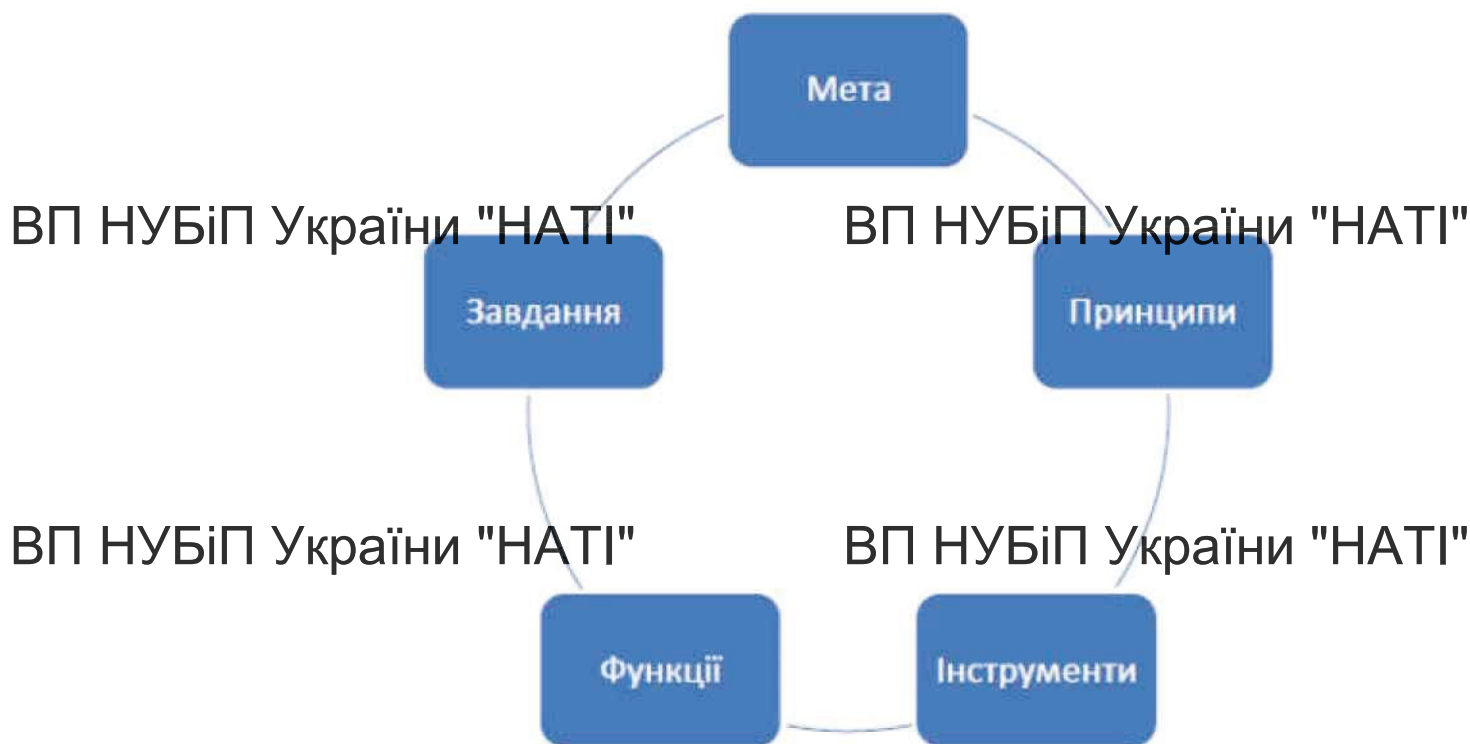 Мета
ВП НУБіП України "НАТІ" ВП НУБіП України "НАТІ"
Завдання Принципи
ВП НУБіП України "НАТІ" ВП НУБіП України "НАТІ"
Функції Інструменти